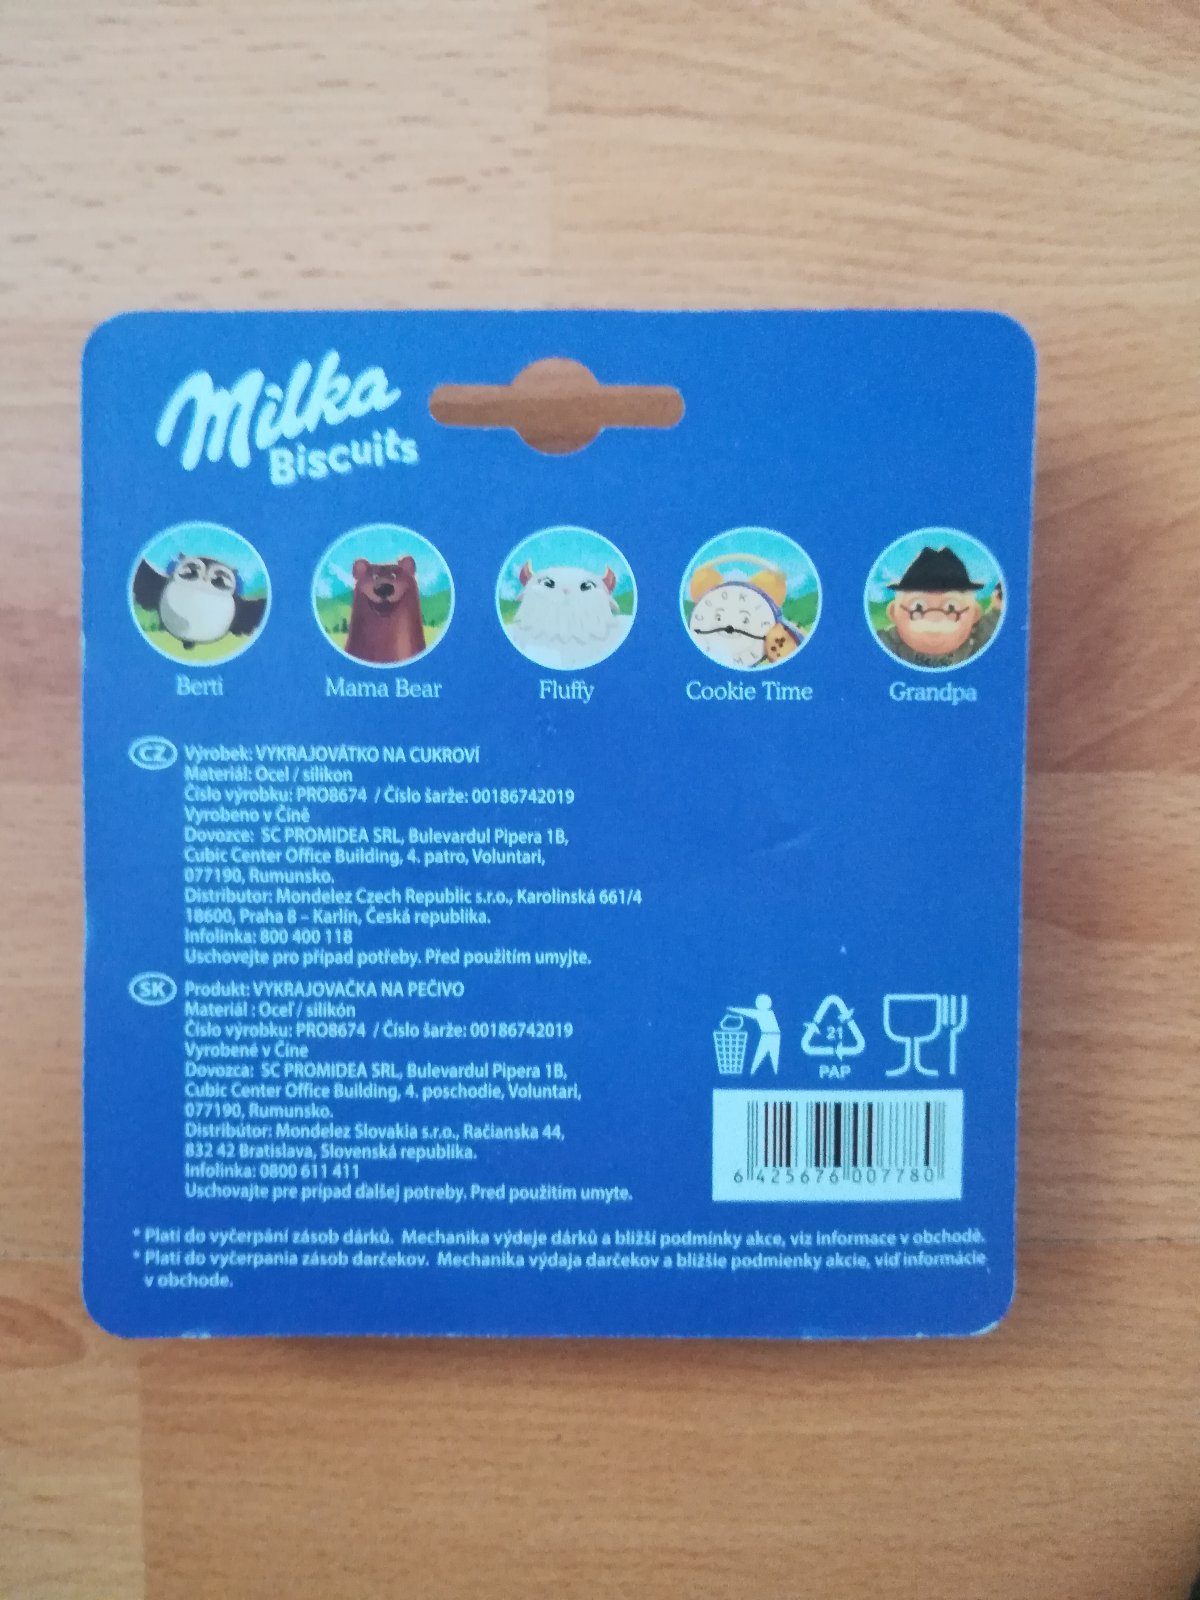 Milka
Biscuits
Berti
Mama Bear
Fluffy
Cookie Time
Grandpa
CZ Výrobek: VYKRAJOVÁTKO NA CUKROVÍ
Materiál: Ocel / silikon
Číslo výrobku: PRO8674 / Číslo šarže: 00186742019
Vyrobeno v Číně
Dovozce: SC PROMIDEA SRL, Bulevardul Pipera 1B,
Cubic Center Office Building, 4. patro, Voluntari,
077190, Rumunsko.
Distributor: Mondelez Czech Republic s.r.o., Karolinská 661/4
18600, Praha 8 – Karlín, Česká republika.
Infolinka: 800 400 118
Uschovejte pro případ potřeby. Před použitím umyjte.
SK Produkt: VYKRAJOVAČKA NA PEČIVO
Materiál : Oceľ / silikón
Číslo výrobku: PRO8674 / Číslo šarže: 00186742019
Vyrobené v Číne
Dovozca: SC PROMIDEA SRL, Bulevardul Pipera 1B,
Cubic Center Office Building, 4. poschodie, Voluntari,
077190, Rumunsko.
Distribútor: Mondelez Slovakia s.r.o., Račianska 44,
832 42 Bratislava, Slovenská republika.
Infolinka: 0800 611 411
Uschovajte pre prípad ďalšej potreby. Pred použitím umyte.
21
PAP
6 425676 007780
* Platí do vyčerpání zásob dárků. Mechanika výdeje dárků a bližší podmínky akce, viz informace v obchodě.
* Platí do vyčerpania zásob darčekov. Mechanika výdaja darčekov a bližšie podmienky akcie, viď informácie
v obchode.